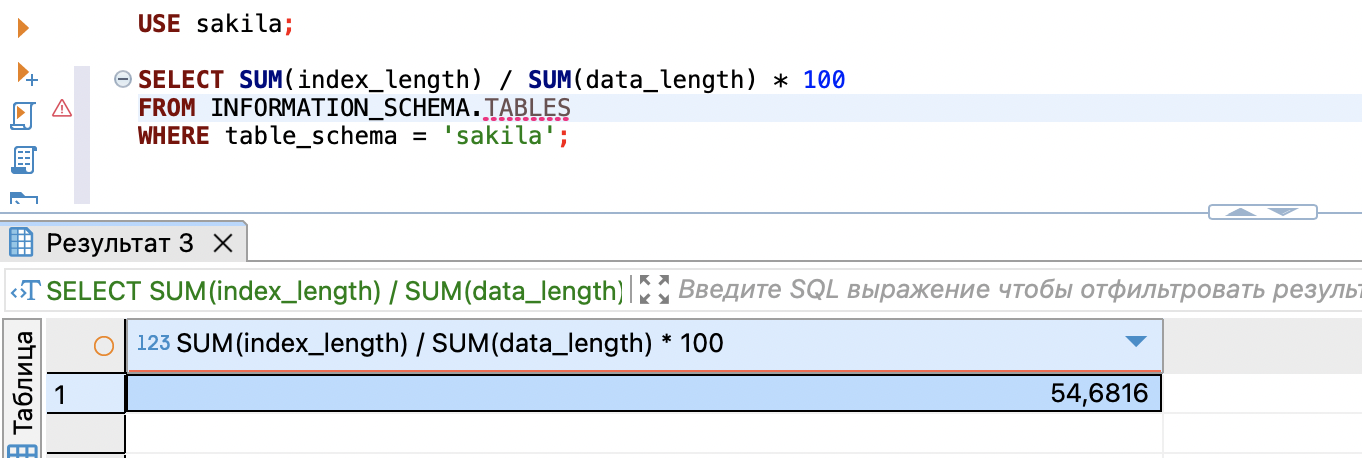 USE sakila;
SELECT SUM(index_length) / SUM(data_length) * 100
FROM INFORMATION_SCHEMA.TABLES
WHERE table_schema = 'sakila';
Результат 3
SELECT SUM(index_length) / SUM(data_length) Введите SQL выражение чтобы отфильтровать резуль
Таблица
123 SUM(index_length) / SUM(data_length) * 100
1 54,6816